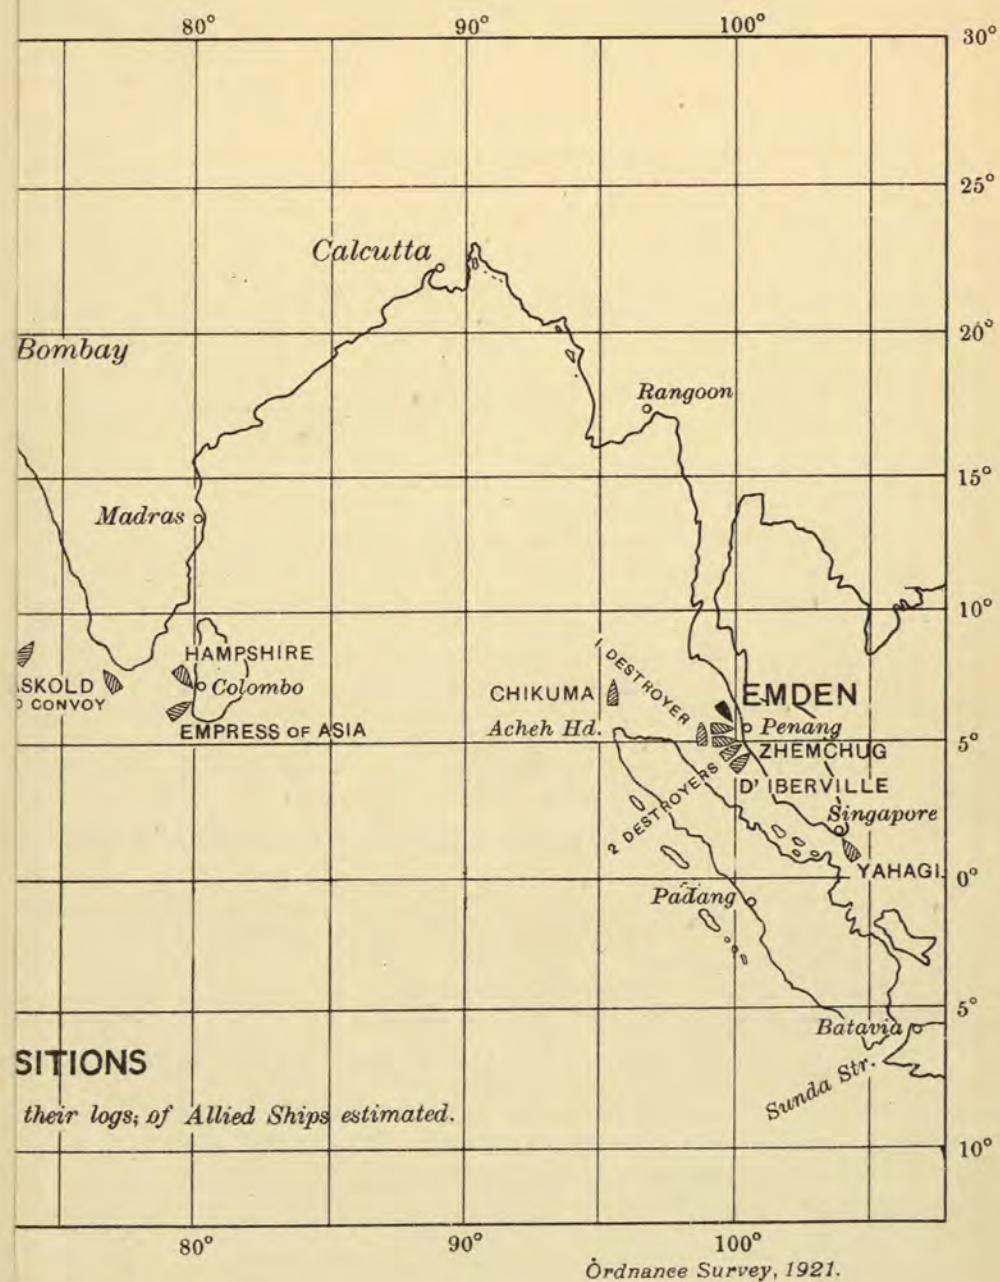 80° 90° 100°
30°
25°
Calcutta
20°
Bombay
Rangoon
15°
Madras
10°
HAMPSHIRE
1 DESTROYER
ASKOLD
Colombo
CHIKUMA
EMDEN
CONVOY
EMPRESS OF ASIA
Acheh Hd.
Penang
5°
ZHEMCHUG
D' IBERVILLE
2 DESTROYERS
Singapore
YAHAGI.
0°
Padang
5°
Batavia
SITIONS
Sunda Str.
their logs; of Allied Ships estimated.
10°
80° 90° 100°
Ordnance Survey, 1921.